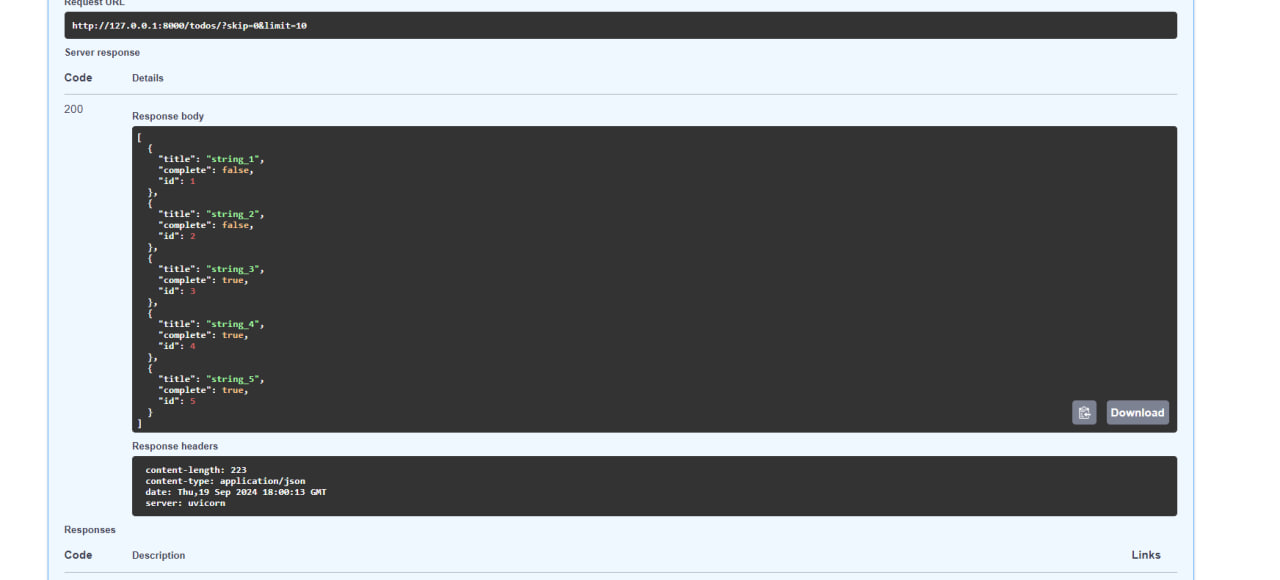 Request URL
http://127.0.0.1:8000/todos/?skip=0&limit=10
Server response
Code Details
200
Response body
[
  {
    "title": "string_1",
    "complete": false,
    "id": 1
  },
  {
    "title": "string_2",
    "complete": false,
    "id": 2
  },
  {
    "title": "string_3",
    "complete": true,
    "id": 3
  },
  {
    "title": "string_4",
    "complete": true,
    "id": 4
  },
  {
    "title": "string_5",
    "complete": true,
    "id": 5
  }
]
Download
Response headers
content-length: 223
content-type: application/json
date: Thu,19 Sep 2024 18:00:13 GMT
server: uvicorn
Responses
Code Description Links